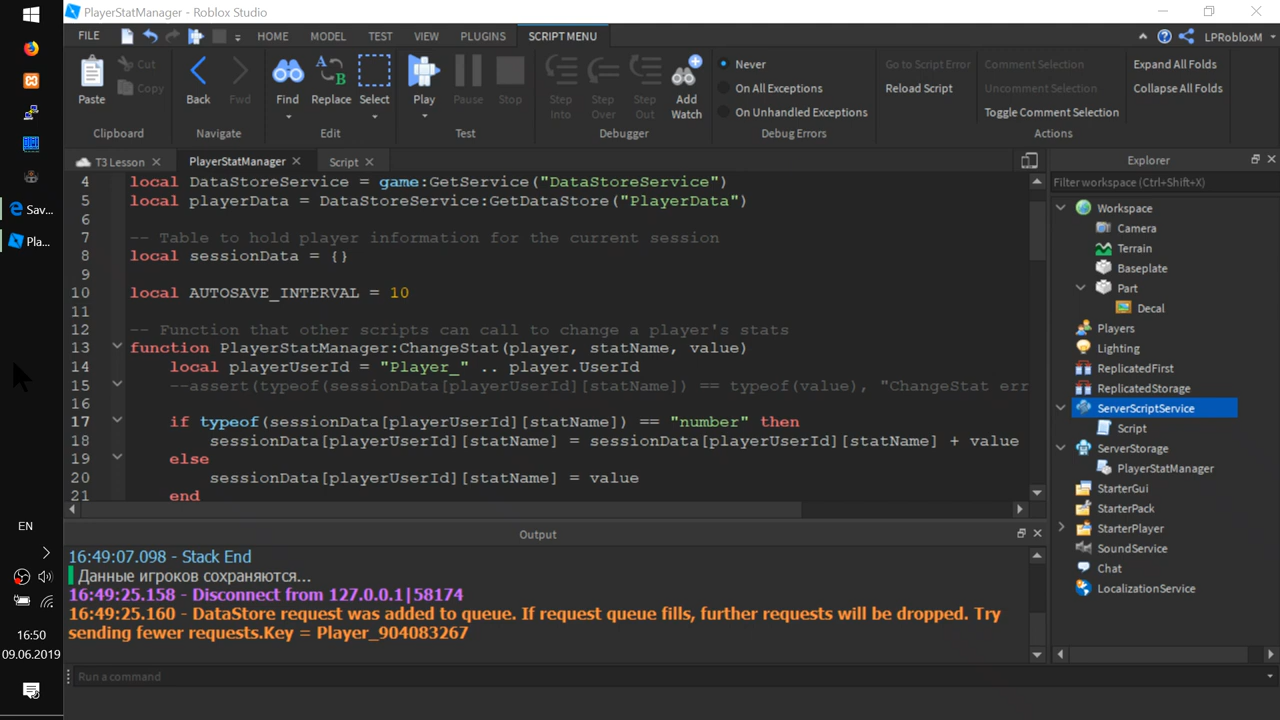 PlayerStatManager - Roblox Studio
FILE
HOME
MODEL
TEST
VIEW
PLUGINS
SCRIPT MENU
LPRobloxM
Paste
Cut
Copy
Clipboard
Back
Fwd
Navigate
Find
Replace
Select
Edit
Play
Pause
Stop
Test
Step Into
Step Over
Step Out
Add Watch
Debugger
Never
On All Exceptions
On Unhandled Exceptions
Debug Errors
Go to Script Error
Reload Script
Comment Selection
Uncomment Selection
Toggle Comment Selection
Expand All Folds
Collapse All Folds
Actions
T3 Lesson
PlayerStatManager
Script
4 local DataStoreService = game:GetService("DataStoreService")
5 local playerData = DataStoreService:GetDataStore("PlayerData")
6
7 -- Table to hold player information for the current session
8 local sessionData = {}
9
10 local AUTOSAVE_INTERVAL = 10
11
12 -- Function that other scripts can call to change a player's stats
13 function PlayerStatManager:ChangeStat(player, statName, value)
14 local playerUserId = "Player_" .. player.UserId
15 --assert(typeof(sessionData[playerUserId][statName]) == typeof(value), "ChangeStat err
16
17 if typeof(sessionData[playerUserId][statName]) == "number" then
18 sessionData[playerUserId][statName] = sessionData[playerUserId][statName] + value
19 else
20 sessionData[playerUserId][statName] = value
21 end
Output
16:49:07.098 - Stack End
Данные игроков сохраняются...
16:49:25.158 - Disconnect from 127.0.0.1|58174
16:49:25.160 - DataStore request was added to queue. If request queue fills, further requests will be dropped. Try
sending fewer requests.Key = Player_904083267
Run a command
Explorer
Filter workspace (Ctrl+Shift+X)
Workspace
Camera
Terrain
Baseplate
Part
Decal
Players
Lighting
ReplicatedFirst
ReplicatedStorage
ServerScriptService
Script
ServerStorage
PlayerStatManager
StarterGui
StarterPack
StarterPlayer
SoundService
Chat
LocalizationService
Sav...
Pla...
EN
16:50
09.06.2019